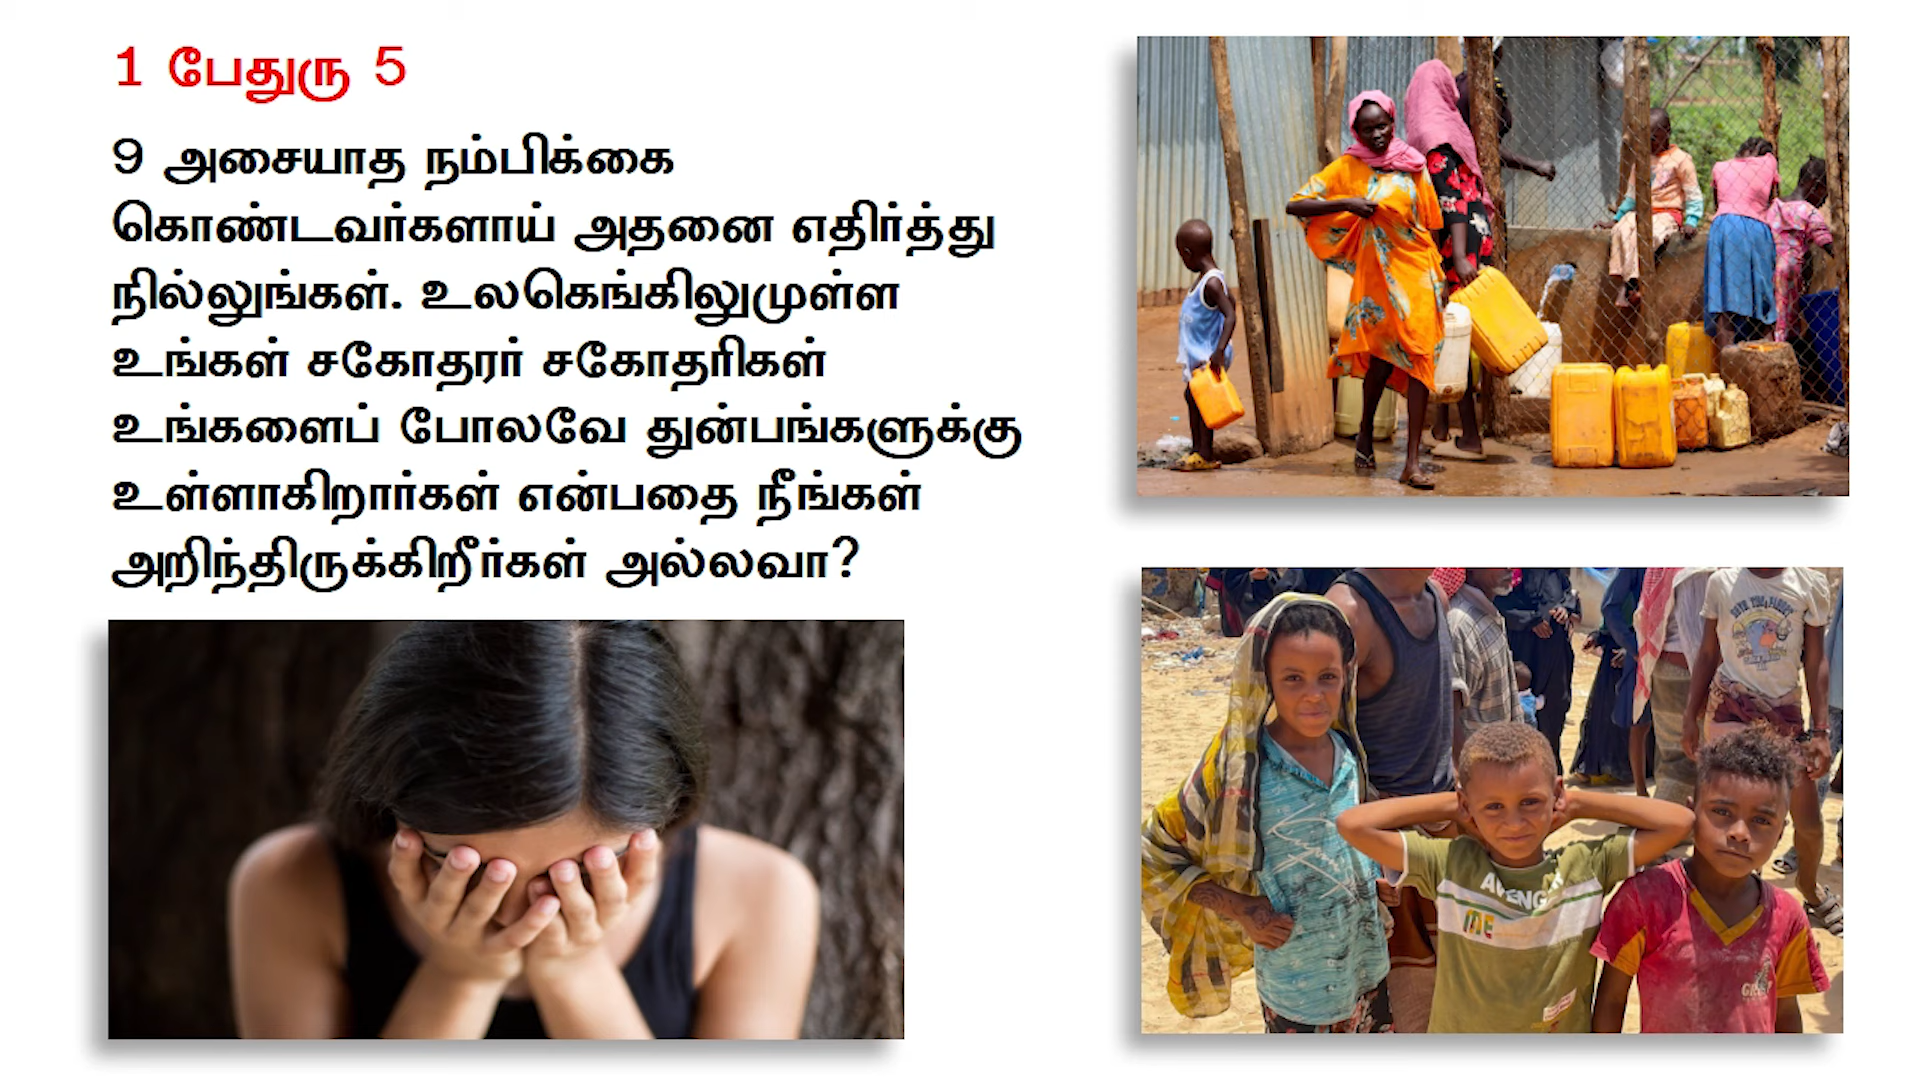 1 பேதுரு 5
9 அசையாத நம்பிக்கை
கொண்டவர்களாய் அதனை எதிர்த்து
நில்லுங்கள். உலகெங்கிலுமுள்ள
உங்கள் சகோதரர் சகோதரிகள்
உங்களைப் போலவே துன்பங்களுக்கு
உள்ளாகிறார்கள் என்பதை நீங்கள்
அறிந்திருக்கிறீர்கள் அல்லவா?